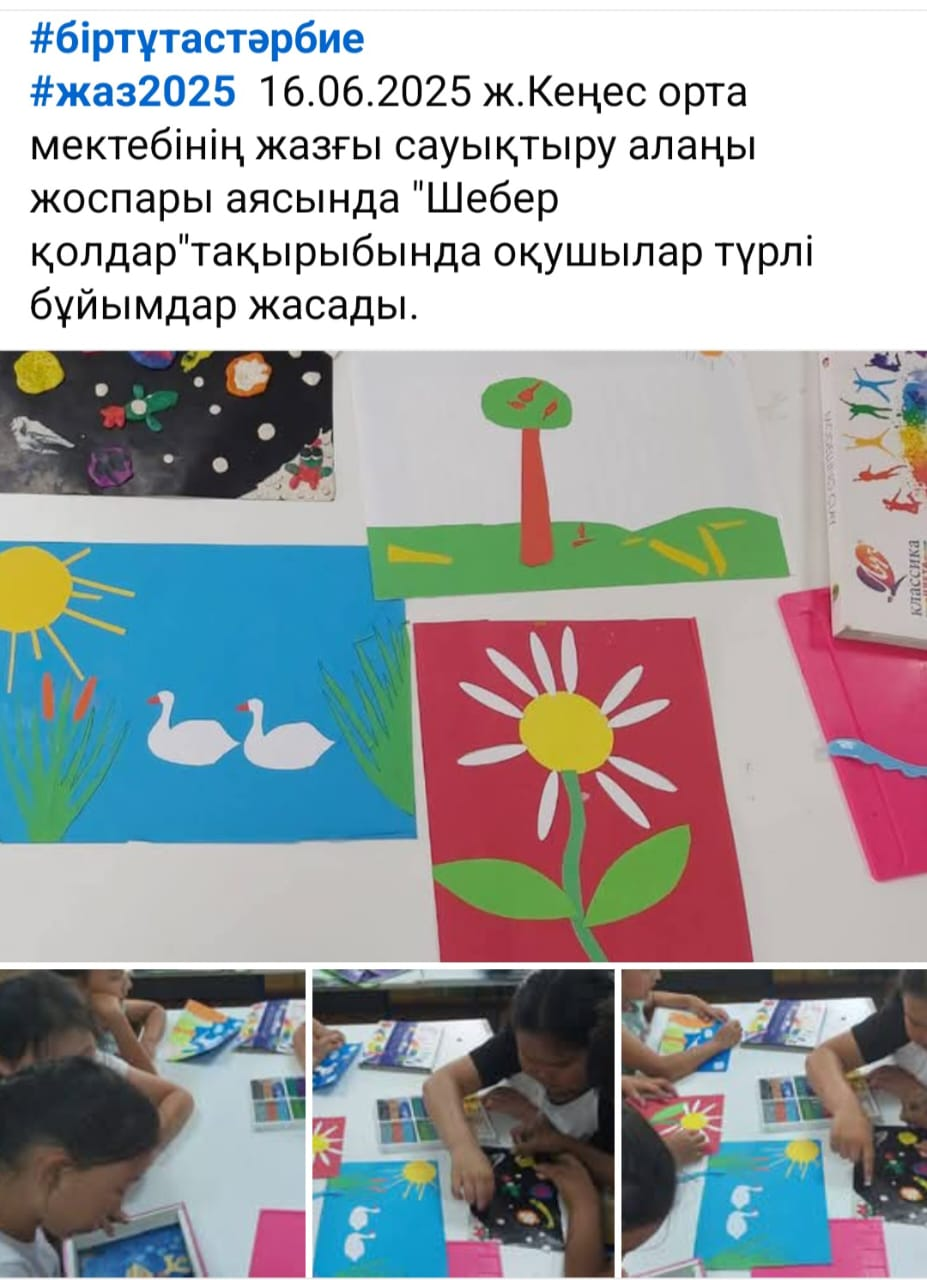 #біртұтастәрбие
#жаз2025 16.06.2025 ж.Кеңес орта
мектебінің жазғы сауықтыру алаңы
жоспары аясында "Шебер
қолдар"тақырыбында оқушылар түрлі
бұйымдар жасады.
классика